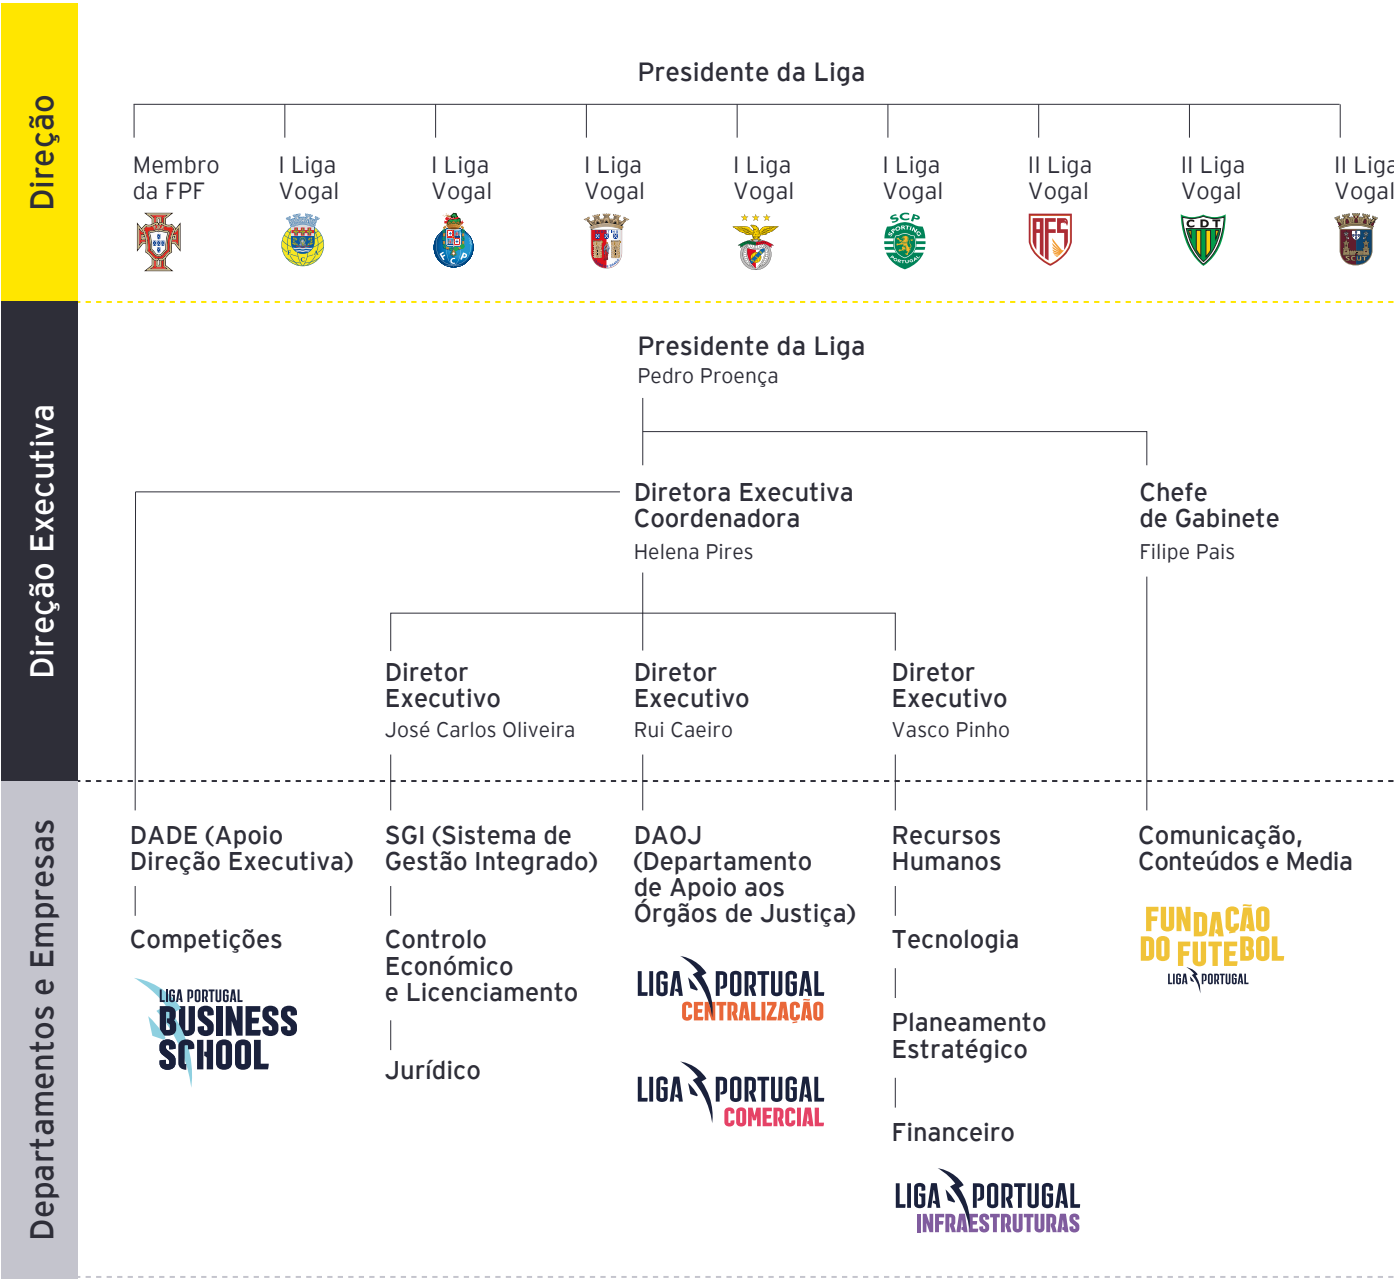 Direção
Presidente da Liga
Membro
da FPF
I Liga
Vogal
I Liga
Vogal
I Liga
Vogal
I Liga
Vogal
I Liga
Vogal
II Liga
Vogal
II Liga
Vogal
II Liga
Vogal
FCP
SCP
SPORTING
PORTUGAL
AFS
CDT
SCUT
Direção Executiva
Presidente da Liga
Pedro Proença
Diretora Executiva
Coordenadora
Helena Pires
Chefe
de Gabinete
Filipe Pais
Diretor
Executivo
José Carlos Oliveira
Diretor
Executivo
Rui Caeiro
Diretor
Executivo
Vasco Pinho
Departamentos e Empresas
DADE (Apoio
Direção Executiva)
Competições
LIGA PORTUGAL
BUSINESS
SCHOOL
SGI (Sistema de
Gestão Integrado)
Controlo
Económico
e Licenciamento
Jurídico
DAOJ
(Departamento
de Apoio aos
Órgãos de Justiça)
LIGA PORTUGAL
CENTRALIZAÇÃO
LIGA PORTUGAL
COMERCIAL
Recursos
Humanos
Tecnologia
Planeamento
Estratégico
Financeiro
LIGA PORTUGAL
INFRAESTRUTURAS
Comunicação,
Conteúdos e Media
FUNDAÇÃO
DO FUTEBOL
LIGA PORTUGAL